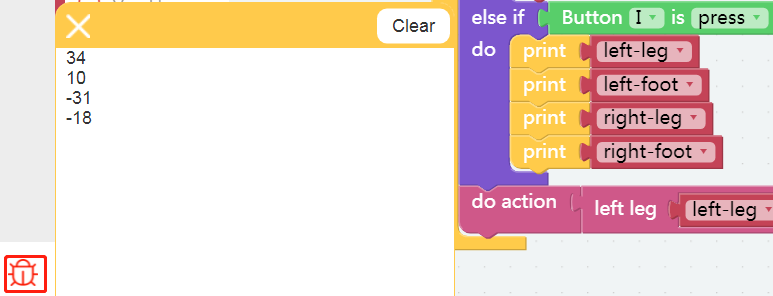 Clear
34
10
-31
-18
else if Button I is press
do print left-leg
print left-foot
print right-leg
print right-foot
do action left leg left-leg